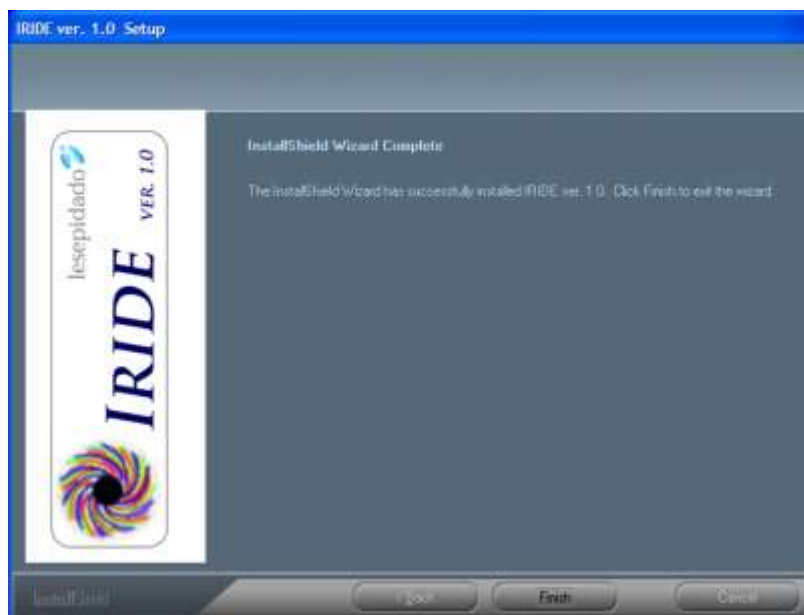 IRIDE ver. 1.0 Setup
lesepidado
IRIDE VER. 1.0
InstallShield Wizard Complete
The InstallShield Wizard has successfully installed IRIDE ver. 1.0. Click Finish to exit the wizard.
InstallShield
< Back
Finish
Cancel